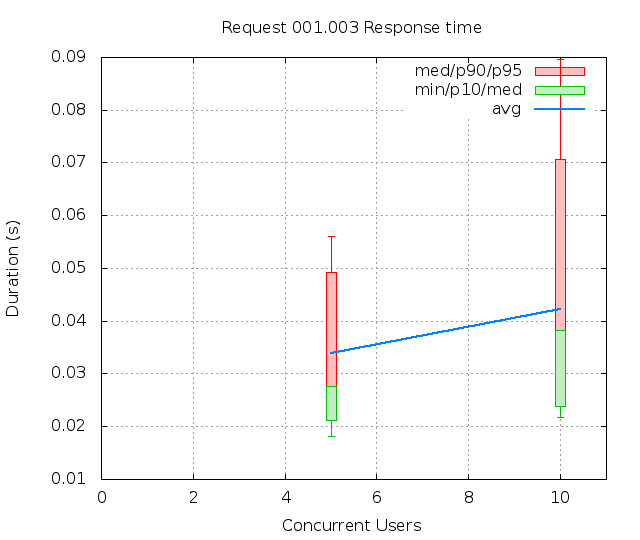 Request 001.003 Response time
0.09
0.08
0.07
0.06
0.05
0.04
0.03
0.02
0.01
Duration (s)
med/p90/p95
min/p10/med
avg
0 2 4 6 8 10
Concurrent Users